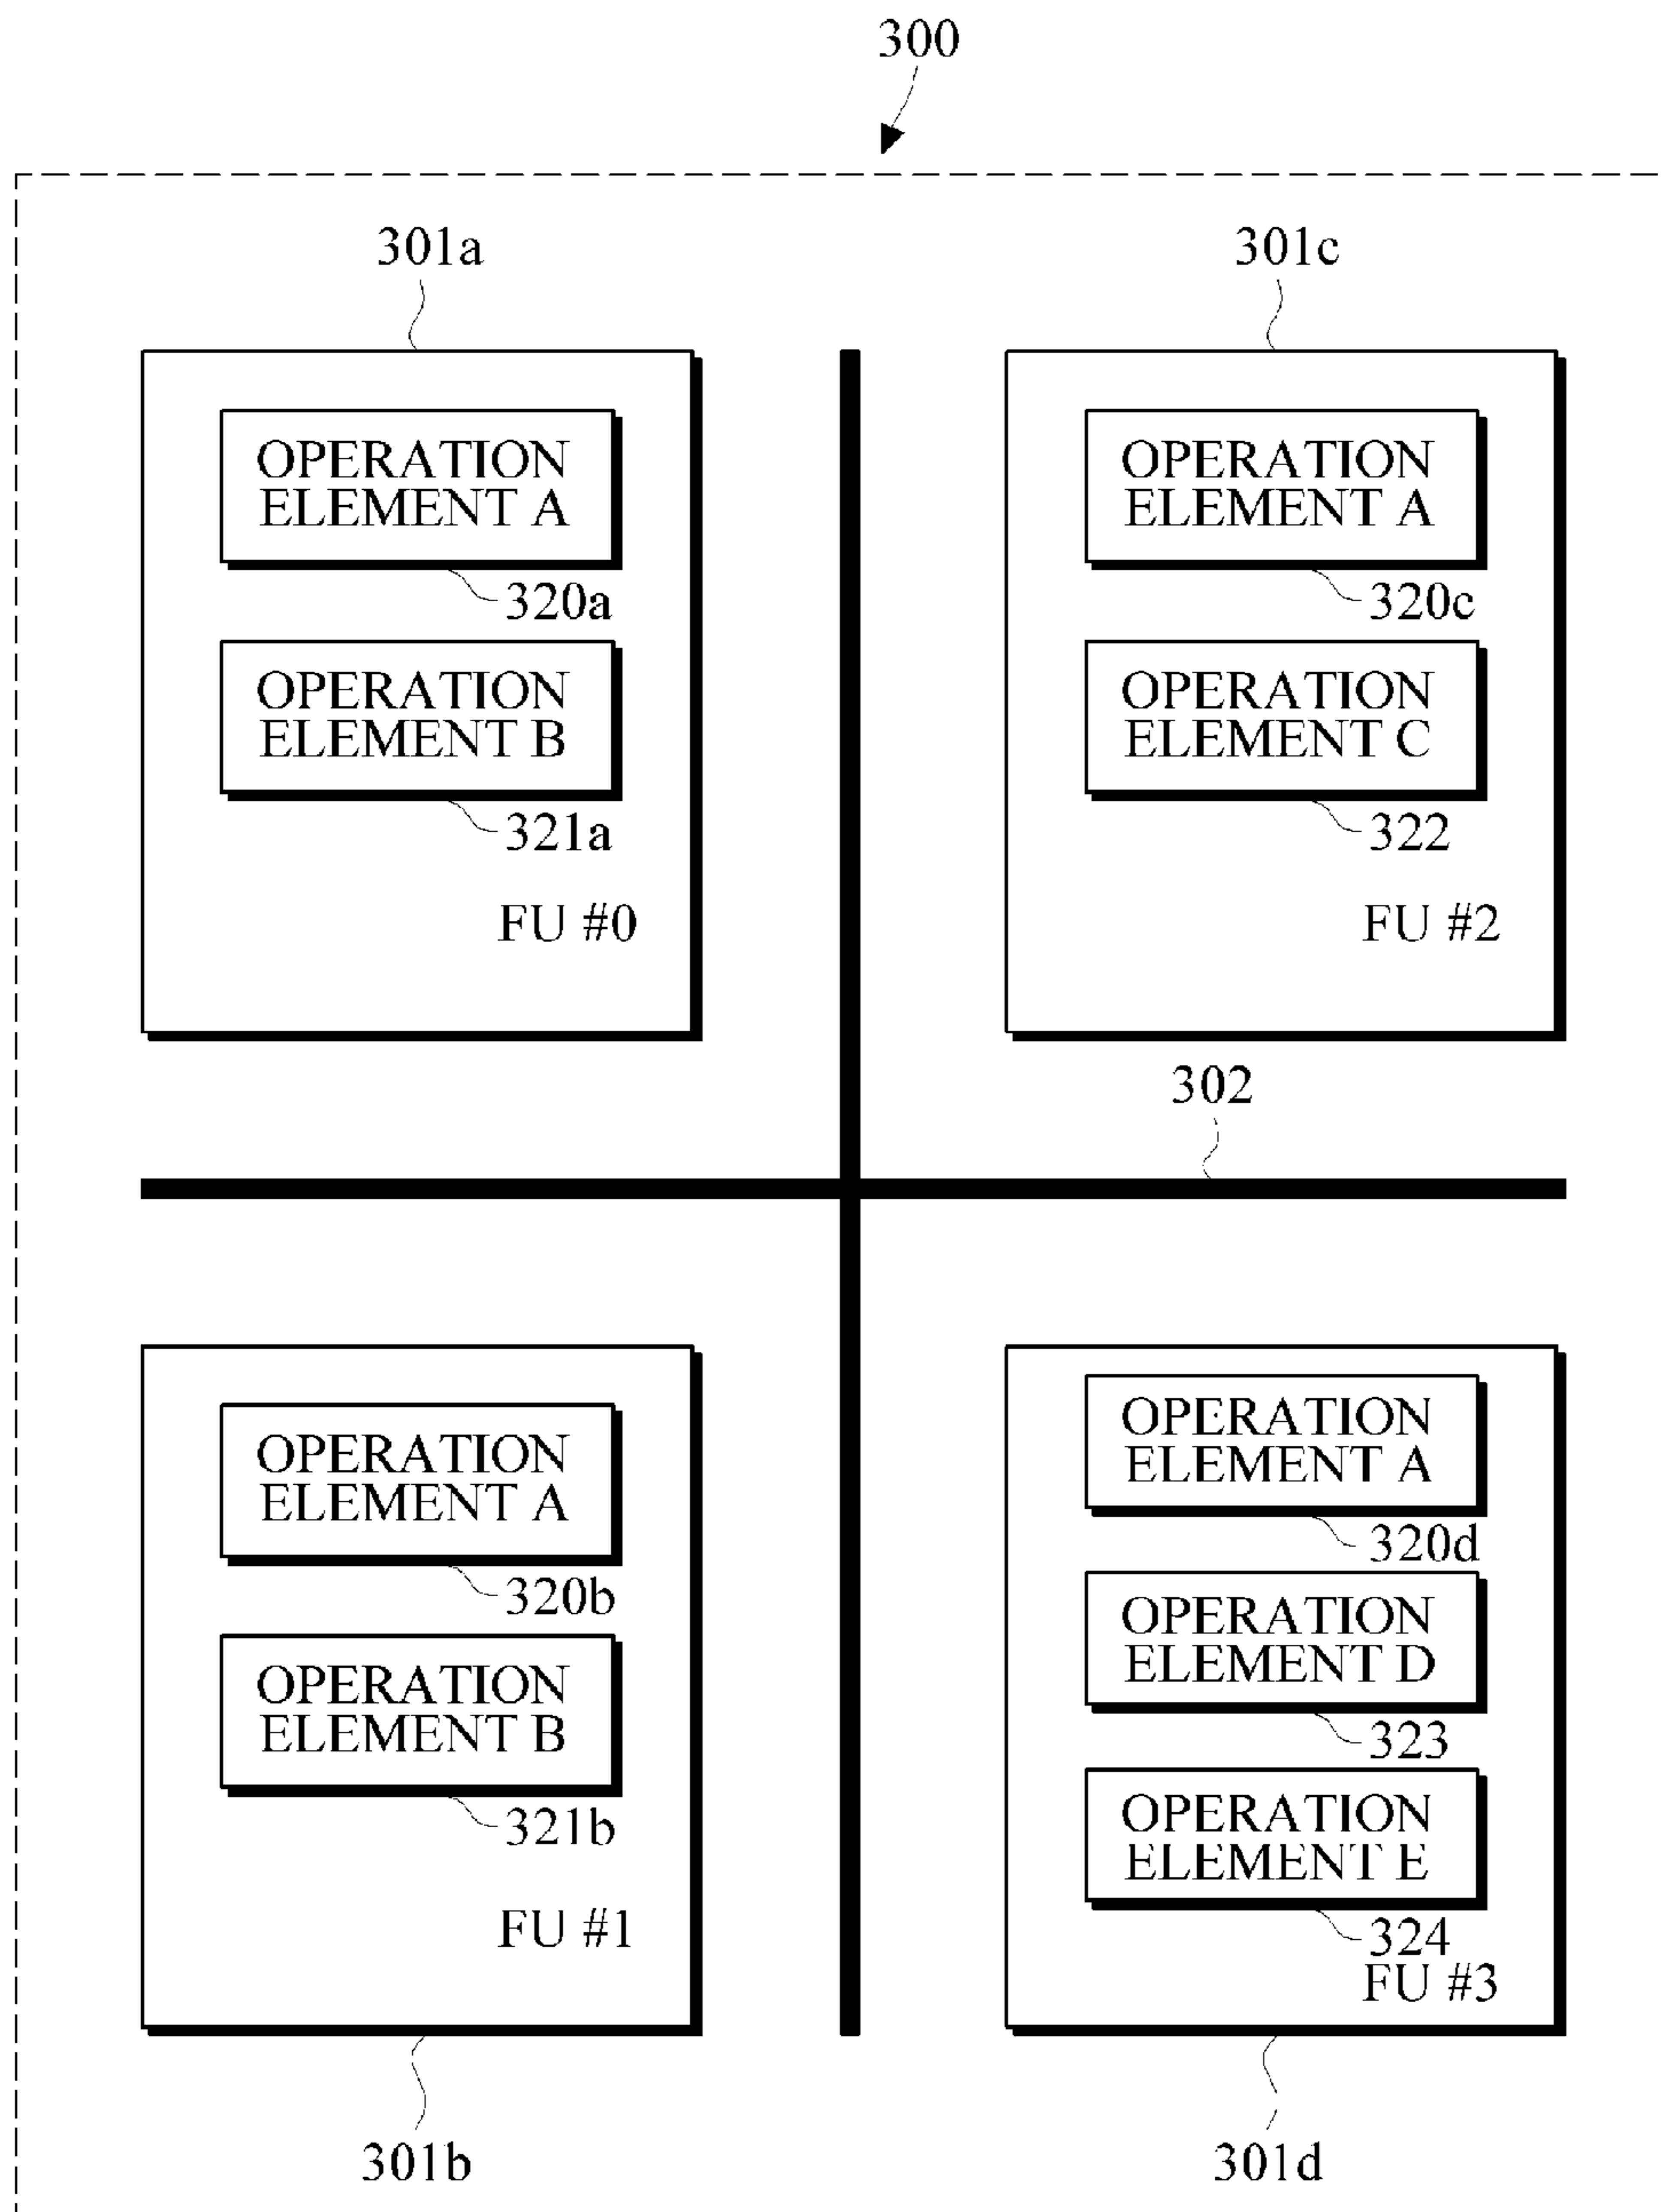 300
301a
301c
OPERATION
ELEMENT A
320a
OPERATION
ELEMENT B
321a
FU #0
OPERATION
ELEMENT A
320c
OPERATION
ELEMENT C
322
FU #2
302
OPERATION
ELEMENT A
320b
OPERATION
ELEMENT B
321b
FU #1
OPERATION
ELEMENT A
320d
OPERATION
ELEMENT D
323
OPERATION
ELEMENT E
324
FU #3
301b
301d